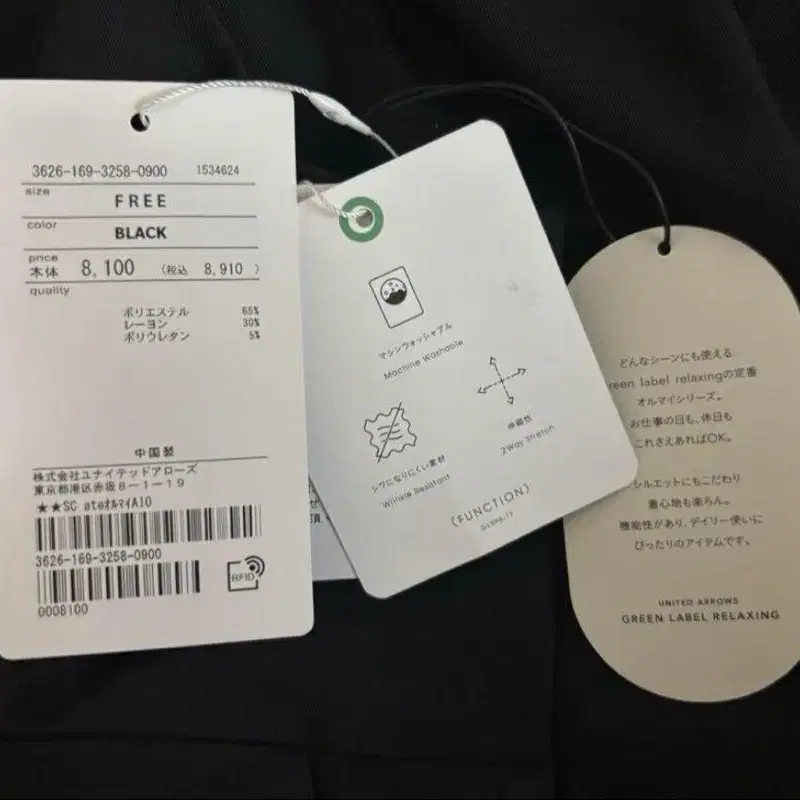 3626-169-3258-0900 1534624
size
FREE
color
BLACK
price
本体 8,100 (税込 8,910 )
quality
ポリエステル 65%
レーヨン 30%
ポリウレタン 5%
中国製
株式会社ユナイテッドアローズ
東京都港区赤坂8-1-19
★★SC ateオルマイAIO
3626-169-3258-0900
0008100
RFID
マシンウォッシャブル
Machine Washable
シワになりにくい素材
Wrinkle Resistant
伸縮性
2Way Stretch
(FUNCTION)
どんなシーンにも使える
reen label relaxingの定番
オルマイシリーズ。
お仕事の日も、休日も
これさえあればOK。
シルエットにもこだわり
着心地も楽ちん。
機能性があり、デイリー使いに
ぴったりのアイテムです。
UNITED ARROWS
GREEN LABEL RELAXING